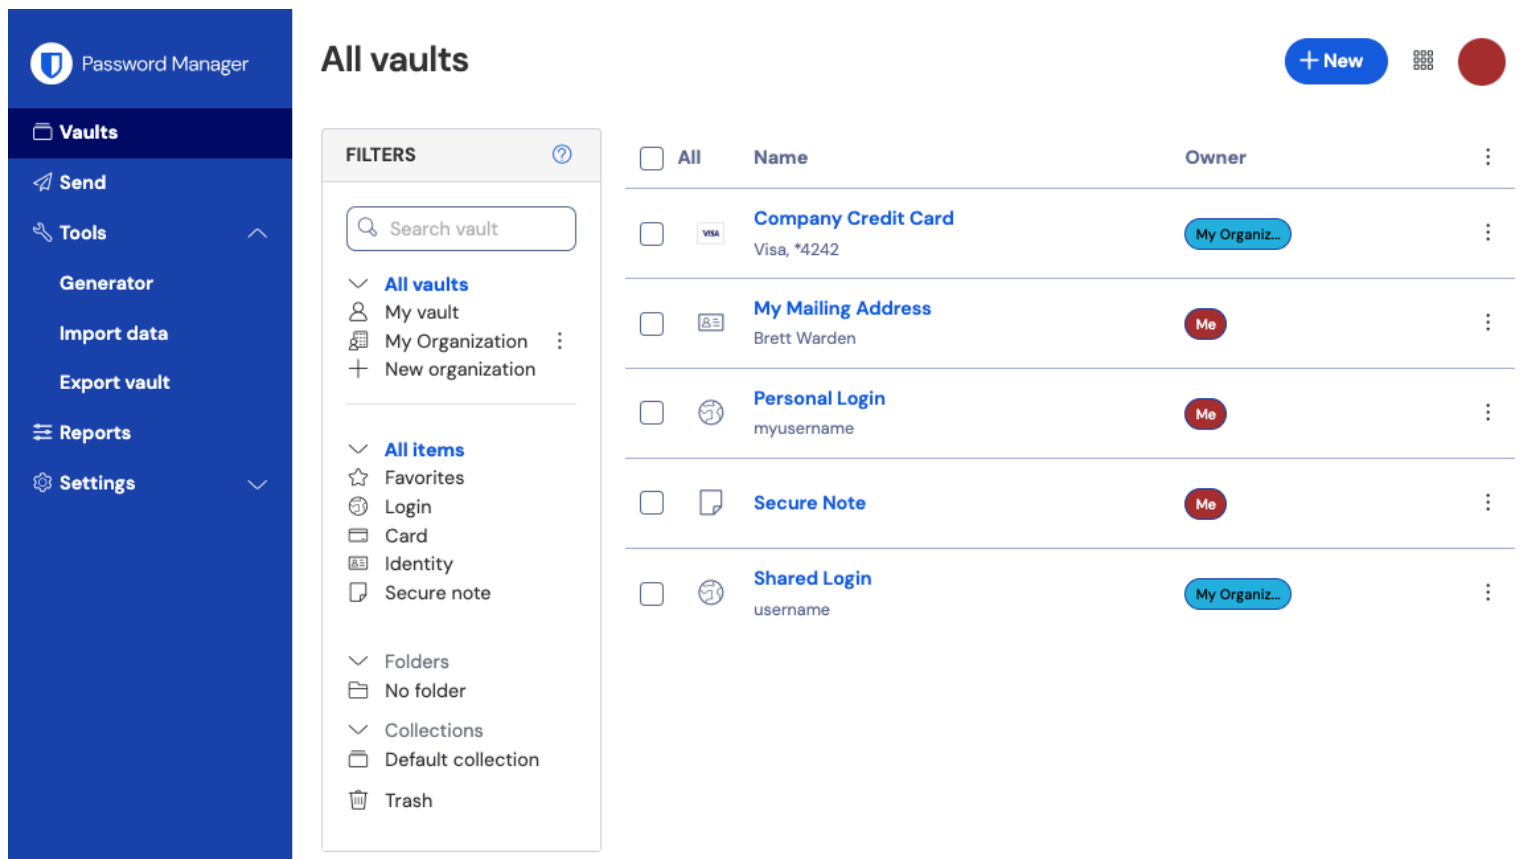 Password Manager
Vaults
Send
Tools
Generator
Import data
Export vault
Reports
Settings
All vaults
New
FILTERS
?
Search vault
All vaults
My vault
My Organization
New organization
All items
Favorites
Login
Card
Identity
Secure note
Folders
No folder
Collections
Default collection
Trash
All Name Owner
VISA Company Credit Card My Organiz...
Visa, *4242
My Mailing Address Me
Brett Warden
Personal Login Me
myusername
Secure Note Me
Shared Login My Organiz...
username